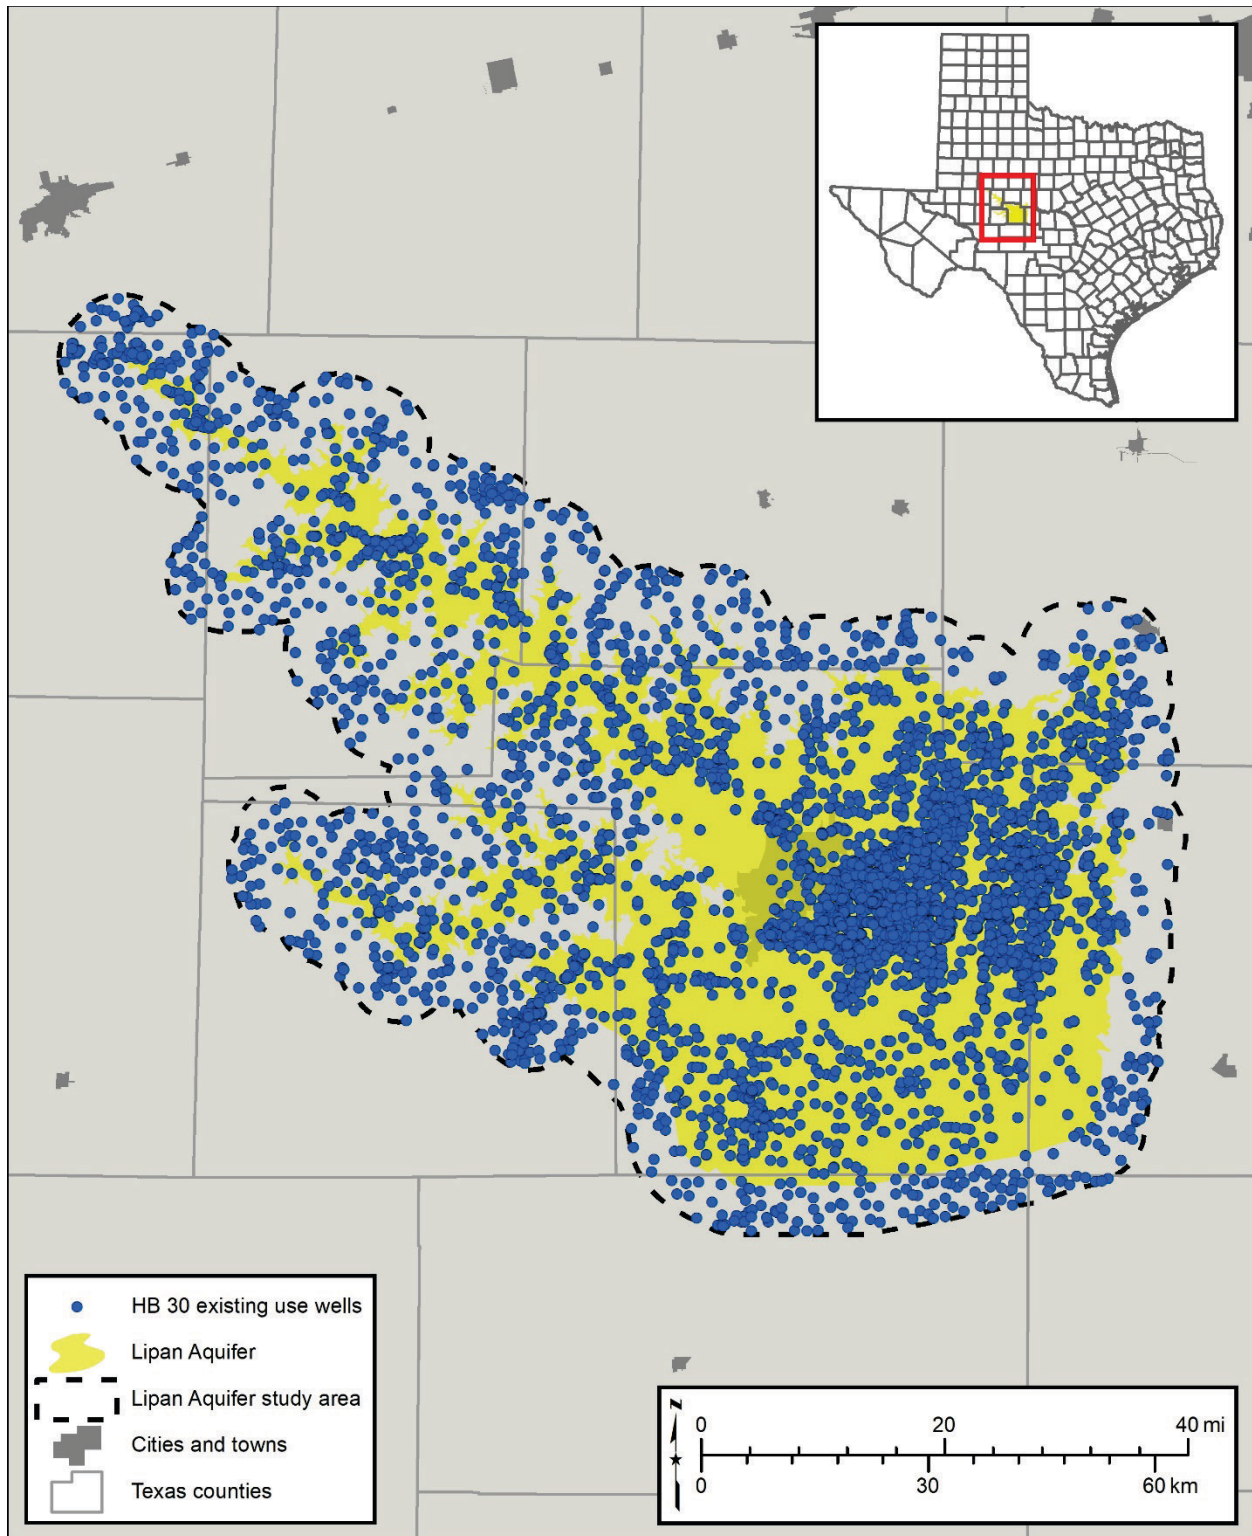 HB 30 existing use wells
Lipan Aquifer
Lipan Aquifer study area
Cities and towns
Texas counties
N
0 20 40 mi
0 30 60 km